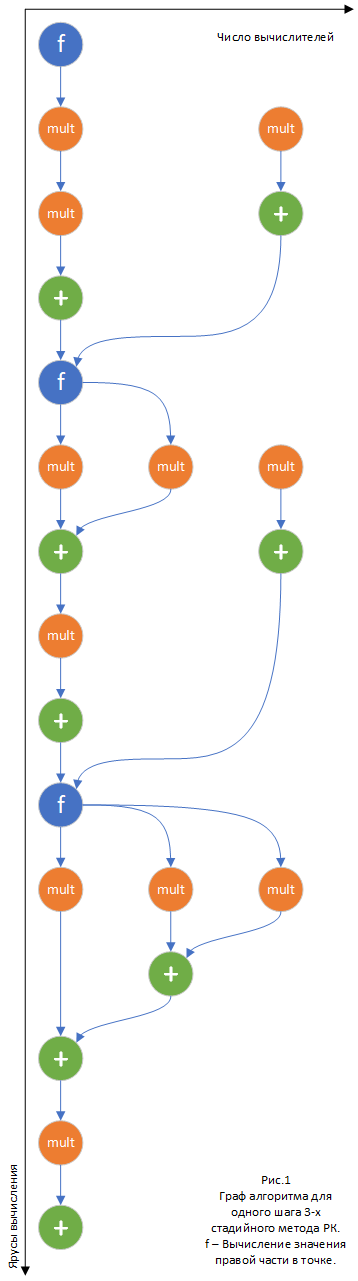 f
Число вычислителей
mult
mult
mult
+
+
f
mult
mult
mult
+
+
mult
+
f
mult
mult
mult
+
+
mult
+
Ярусы вычисления
Рис.1
Граф алгоритма для
одного шага 3-х
стадийного метода РК.
f – Вычисление значения
правой части в точке.